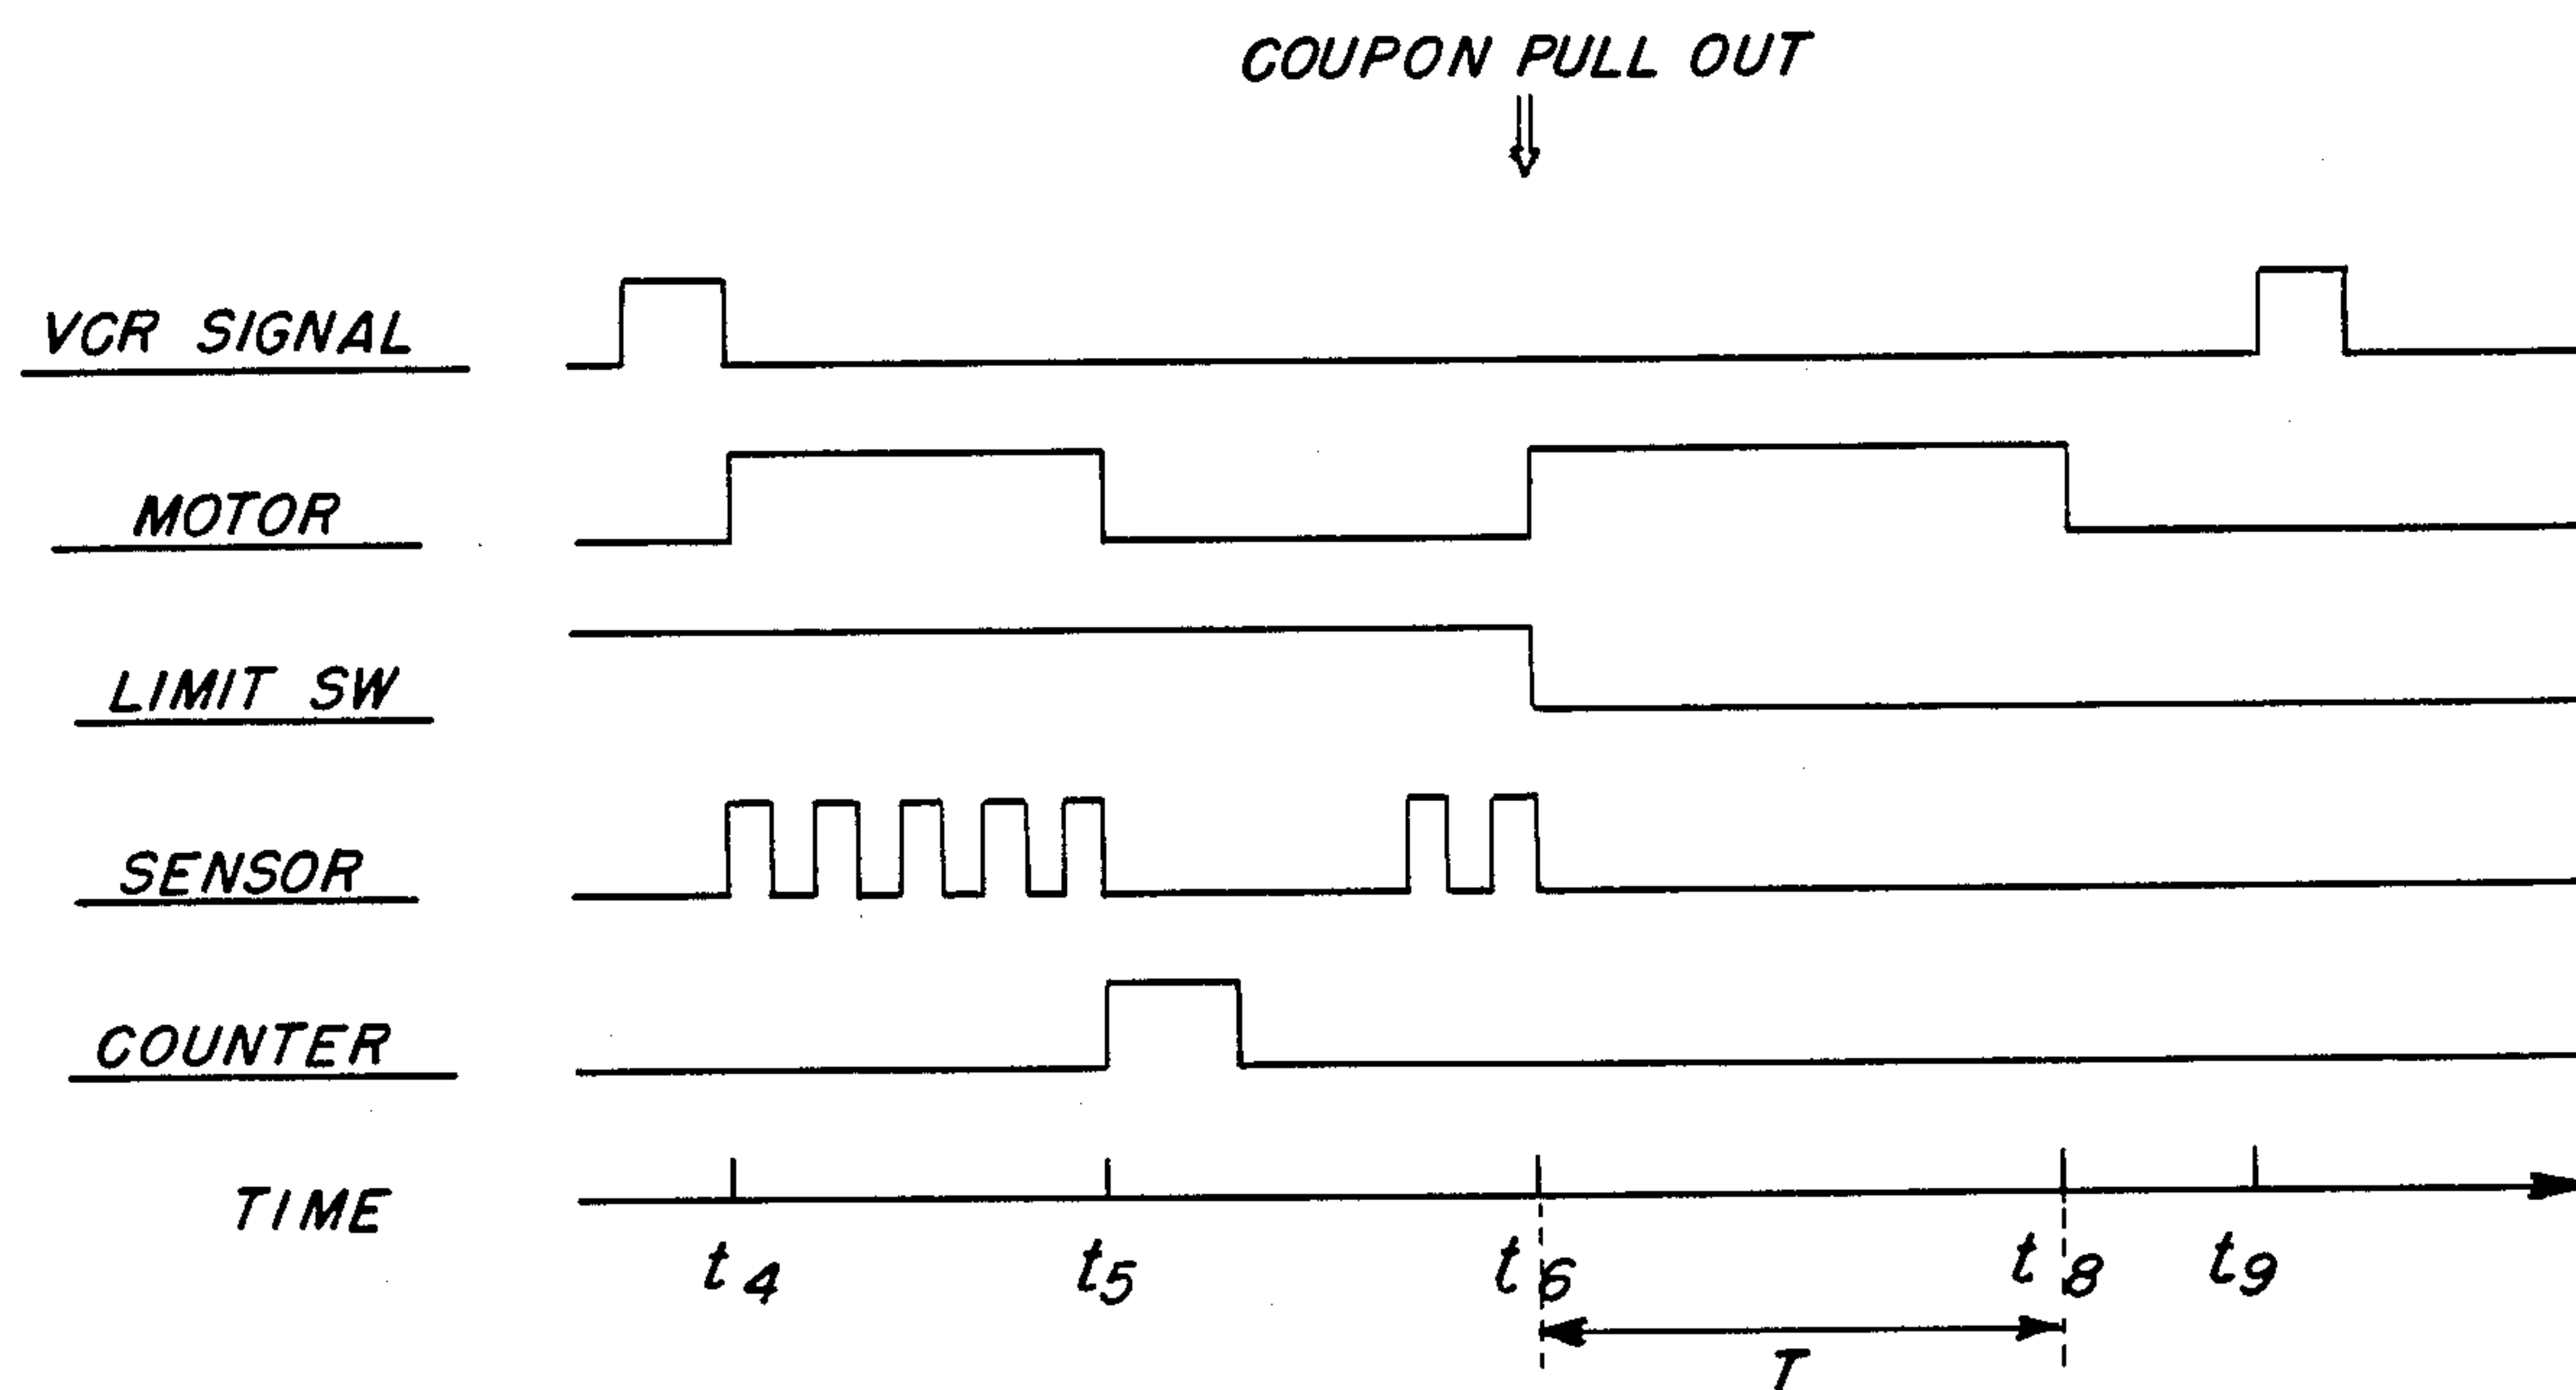 COUPON PULL OUT
VCR SIGNAL
MOTOR
LIMIT SW
SENSOR
COUNTER
TIME
t4 t5 t6 t8 t9
T